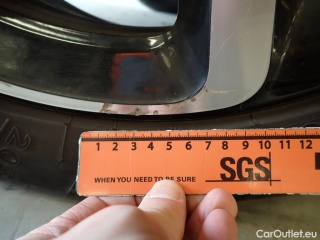 20
1 2 3 4 5 6 7 8 9 10 11 12
WHEN YOU NEED TO BE SURE SGS
CarOutlet.eu